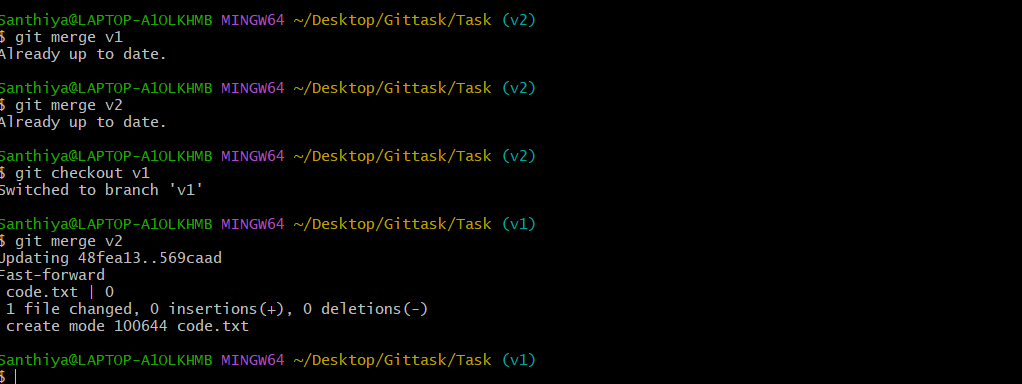 Santhiya@LAPTOP-A1OLKHMB MINGW64 ~/Desktop/Gittask/Task (v2)
$ git merge v1
Already up to date.
Santhiya@LAPTOP-A1OLKHMB MINGW64 ~/Desktop/Gittask/Task (v2)
$ git merge v2
Already up to date.
Santhiya@LAPTOP-A1OLKHMB MINGW64 ~/Desktop/Gittask/Task (v2)
$ git checkout v1
Switched to branch 'v1'
Santhiya@LAPTOP-A1OLKHMB MINGW64 ~/Desktop/Gittask/Task (v1)
$ git merge v2
Updating 48fea13..569caad
Fast-forward
 code.txt | 0
 1 file changed, 0 insertions(+), 0 deletions(-)
 create mode 100644 code.txt
Santhiya@LAPTOP-A1OLKHMB MINGW64 ~/Desktop/Gittask/Task (v1)
$